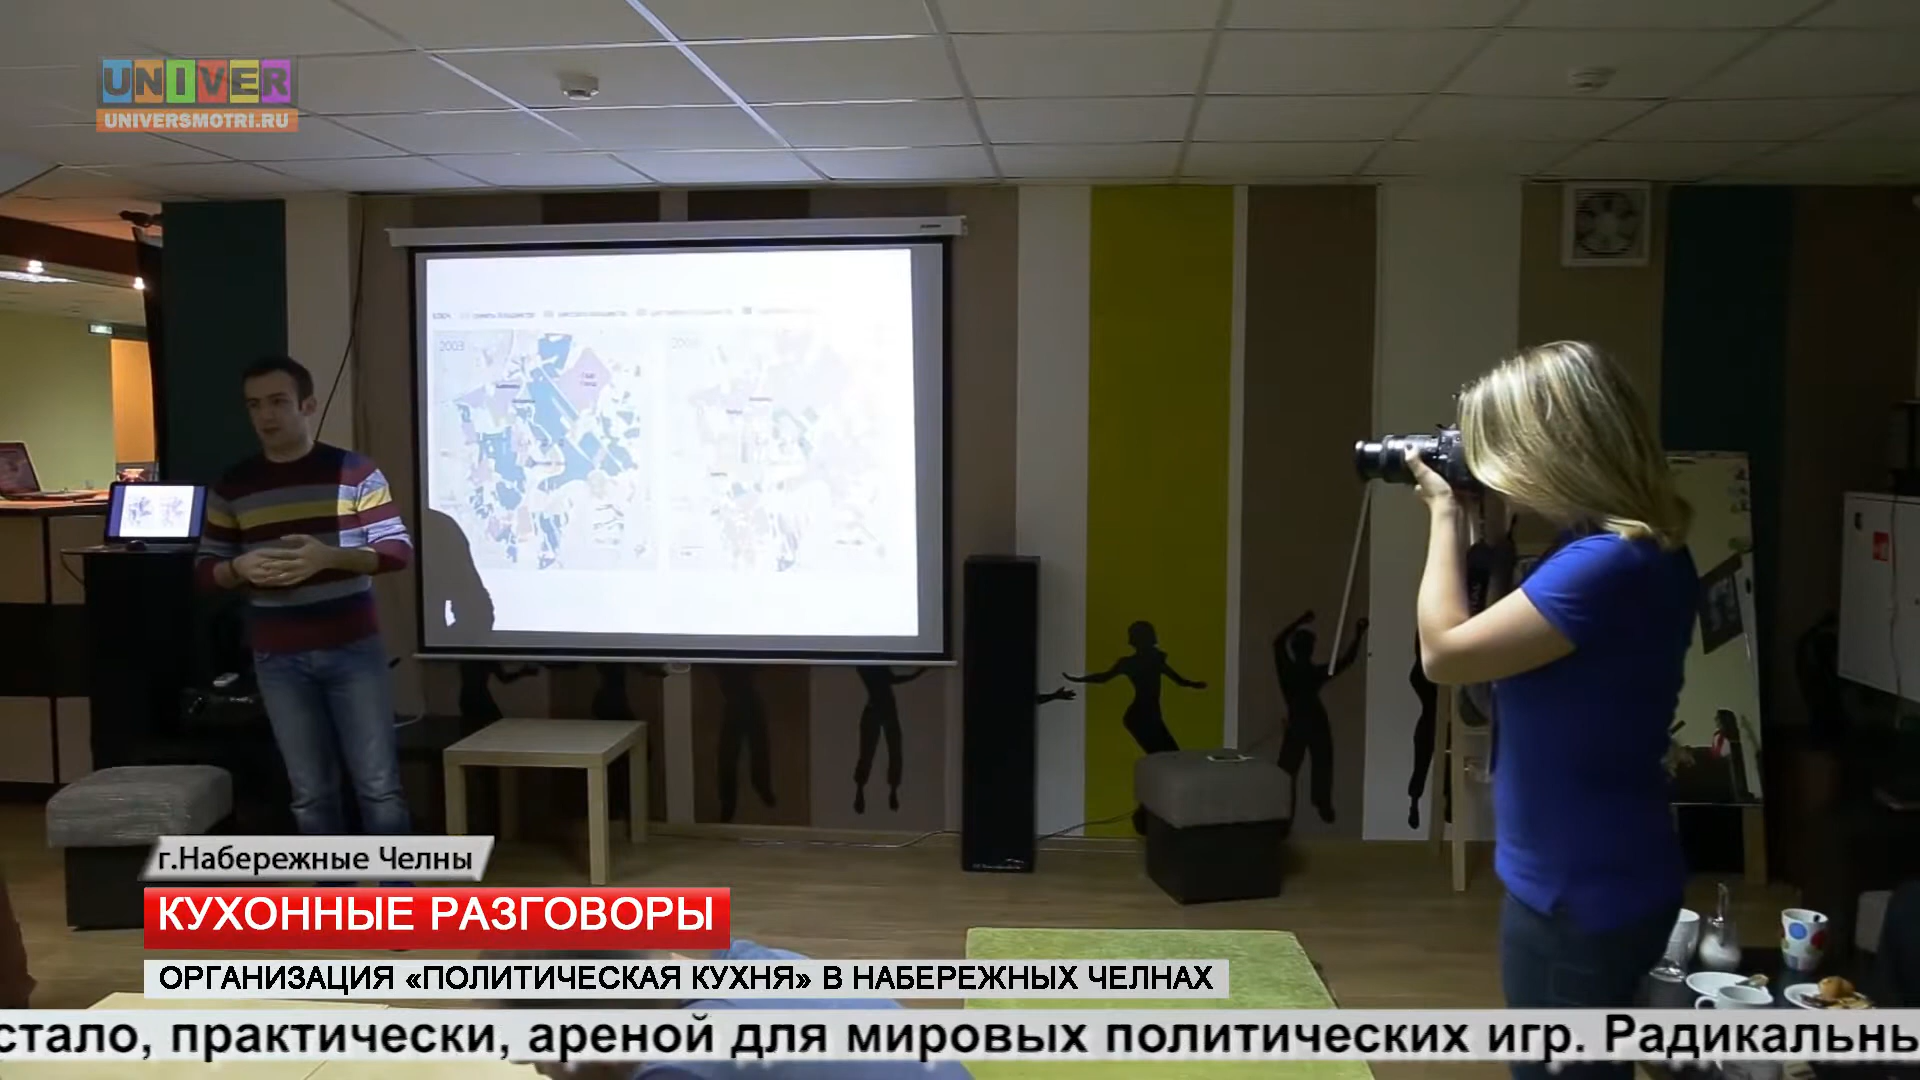 UNIVER
UNIVERSMOTRI.RU
2003
г.Набережные Челны
КУХОННЫЕ РАЗГОВОРЫ
ОРГАНИЗАЦИЯ «ПОЛИТИЧЕСКАЯ КУХНЯ» В НАБЕРЕЖНЫХ ЧЕЛНАХ
стало, практически, ареной для мировых политических игр. Радикальны